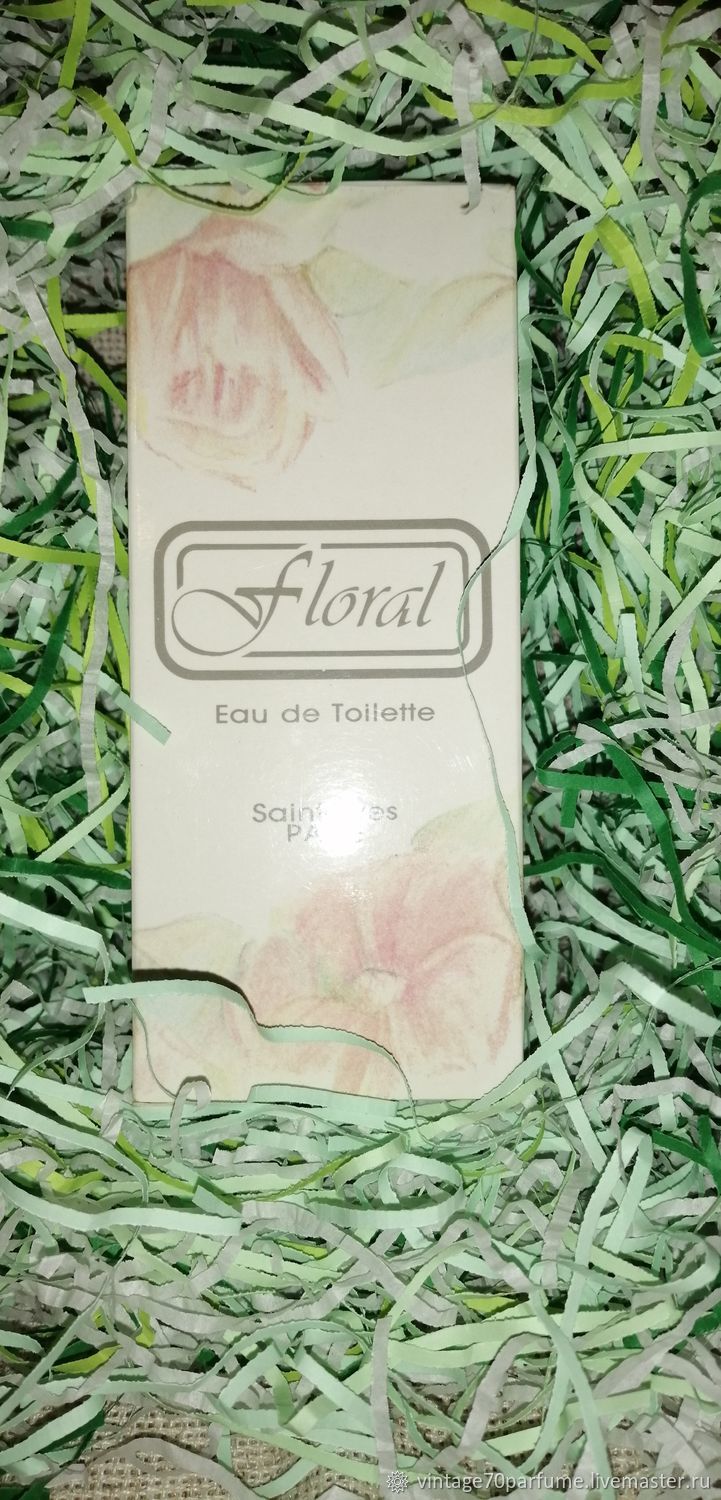 Floral
Eau de Toilette
vintage70parfume.livemaster.ru